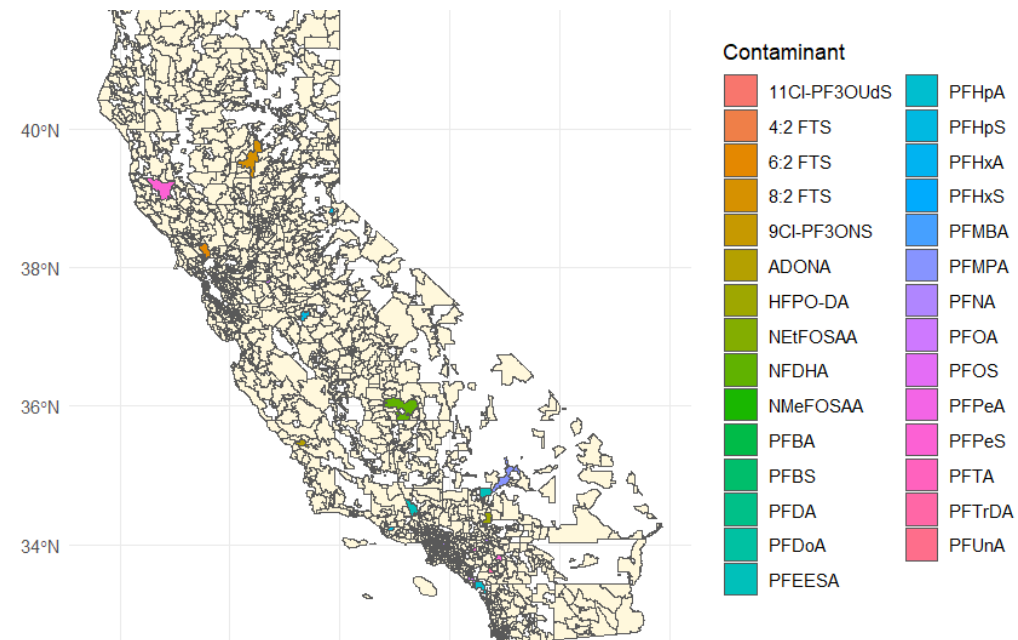 Contaminant
11Cl-PF3OUdS
4:2 FTS
6:2 FTS
8:2 FTS
9Cl-PF3ONS
ADONA
HFPO-DA
NEtFOSAA
NFDHA
NMeFOSAA
PFBA
PFBS
PFDA
PFDoA
PFEESA
PFHpA
PFHpS
PFHxA
PFHxS
PFMBA
PFMPA
PFNA
PFOA
PFOS
PFPeA
PFPeS
PFTA
PFTrDA
PFUnA
40°N
38°N
36°N
34°N